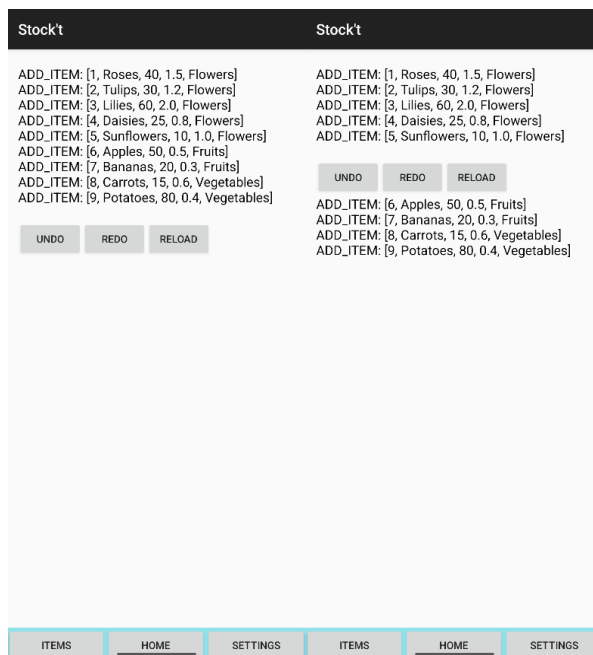 Stock't
ADD_ITEM: [1, Roses, 40, 1.5, Flowers]
ADD_ITEM: [2, Tulips, 30, 1.2, Flowers]
ADD_ITEM: [3, Lilies, 60, 2.0, Flowers]
ADD_ITEM: [4, Daisies, 25, 0.8, Flowers]
ADD_ITEM: [5, Sunflowers, 10, 1.0, Flowers]
ADD_ITEM: [6, Apples, 50, 0.5, Fruits]
ADD_ITEM: [7, Bananas, 20, 0.3, Fruits]
ADD_ITEM: [8, Carrots, 15, 0.6, Vegetables]
ADD_ITEM: [9, Potatoes, 80, 0.4, Vegetables]
UNDO REDO RELOAD
ITEMS HOME SETTINGS
Stock't
ADD_ITEM: [1, Roses, 40, 1.5, Flowers]
ADD_ITEM: [2, Tulips, 30, 1.2, Flowers]
ADD_ITEM: [3, Lilies, 60, 2.0, Flowers]
ADD_ITEM: [4, Daisies, 25, 0.8, Flowers]
ADD_ITEM: [5, Sunflowers, 10, 1.0, Flowers]
UNDO REDO RELOAD
ADD_ITEM: [6, Apples, 50, 0.5, Fruits]
ADD_ITEM: [7, Bananas, 20, 0.3, Fruits]
ADD_ITEM: [8, Carrots, 15, 0.6, Vegetables]
ADD_ITEM: [9, Potatoes, 80, 0.4, Vegetables]
ITEMS HOME SETTINGS